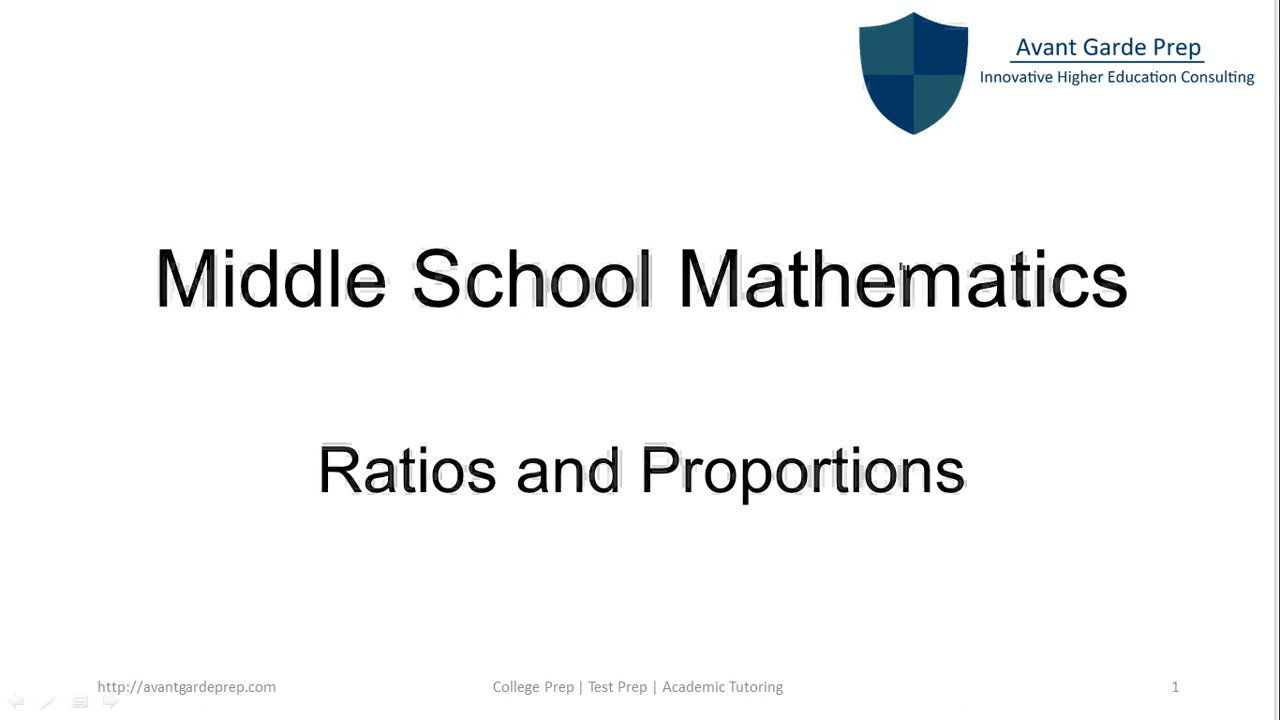 Avant Garde Prep
Innovative Higher Education Consulting
Middle School Mathematics
Ratios and Proportions
http://avantgardeprep.com College Prep | Test Prep | Academic Tutoring 1